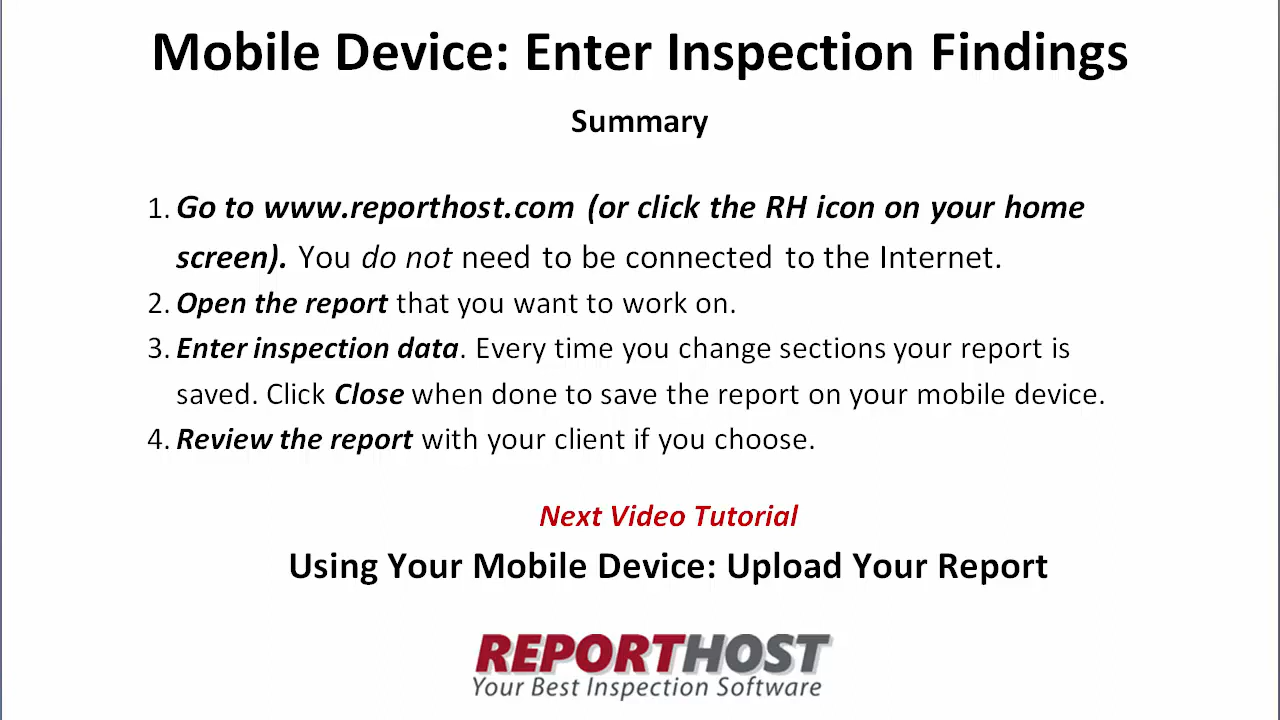 Mobile Device: Enter Inspection Findings
Summary
1. Go to www.reporthost.com (or click the RH icon on your home
screen). You do not need to be connected to the Internet.
2. Open the report that you want to work on.
3. Enter inspection data. Every time you change sections your report is
saved. Click Close when done to save the report on your mobile device.
4. Review the report with your client if you choose.
Next Video Tutorial
Using Your Mobile Device: Upload Your Report
REPORTHOST
Your Best Inspection Software